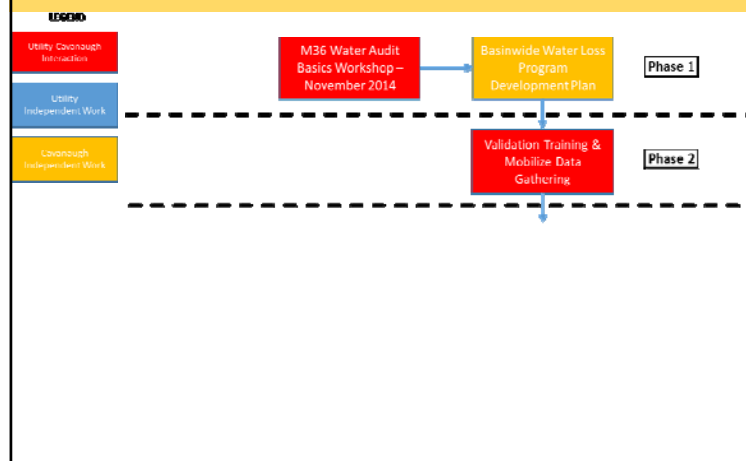 LEGEND
Utility Cavanaugh
Interaction
M36 Water Audit
Basics Workshop –
November 2014
Basinwide Water Loss
Program
Development Plan
Phase 1
Utility
Independent Work
Cavanaugh
Independent Work
Validation Training &
Mobilize Data
Gathering
Phase 2